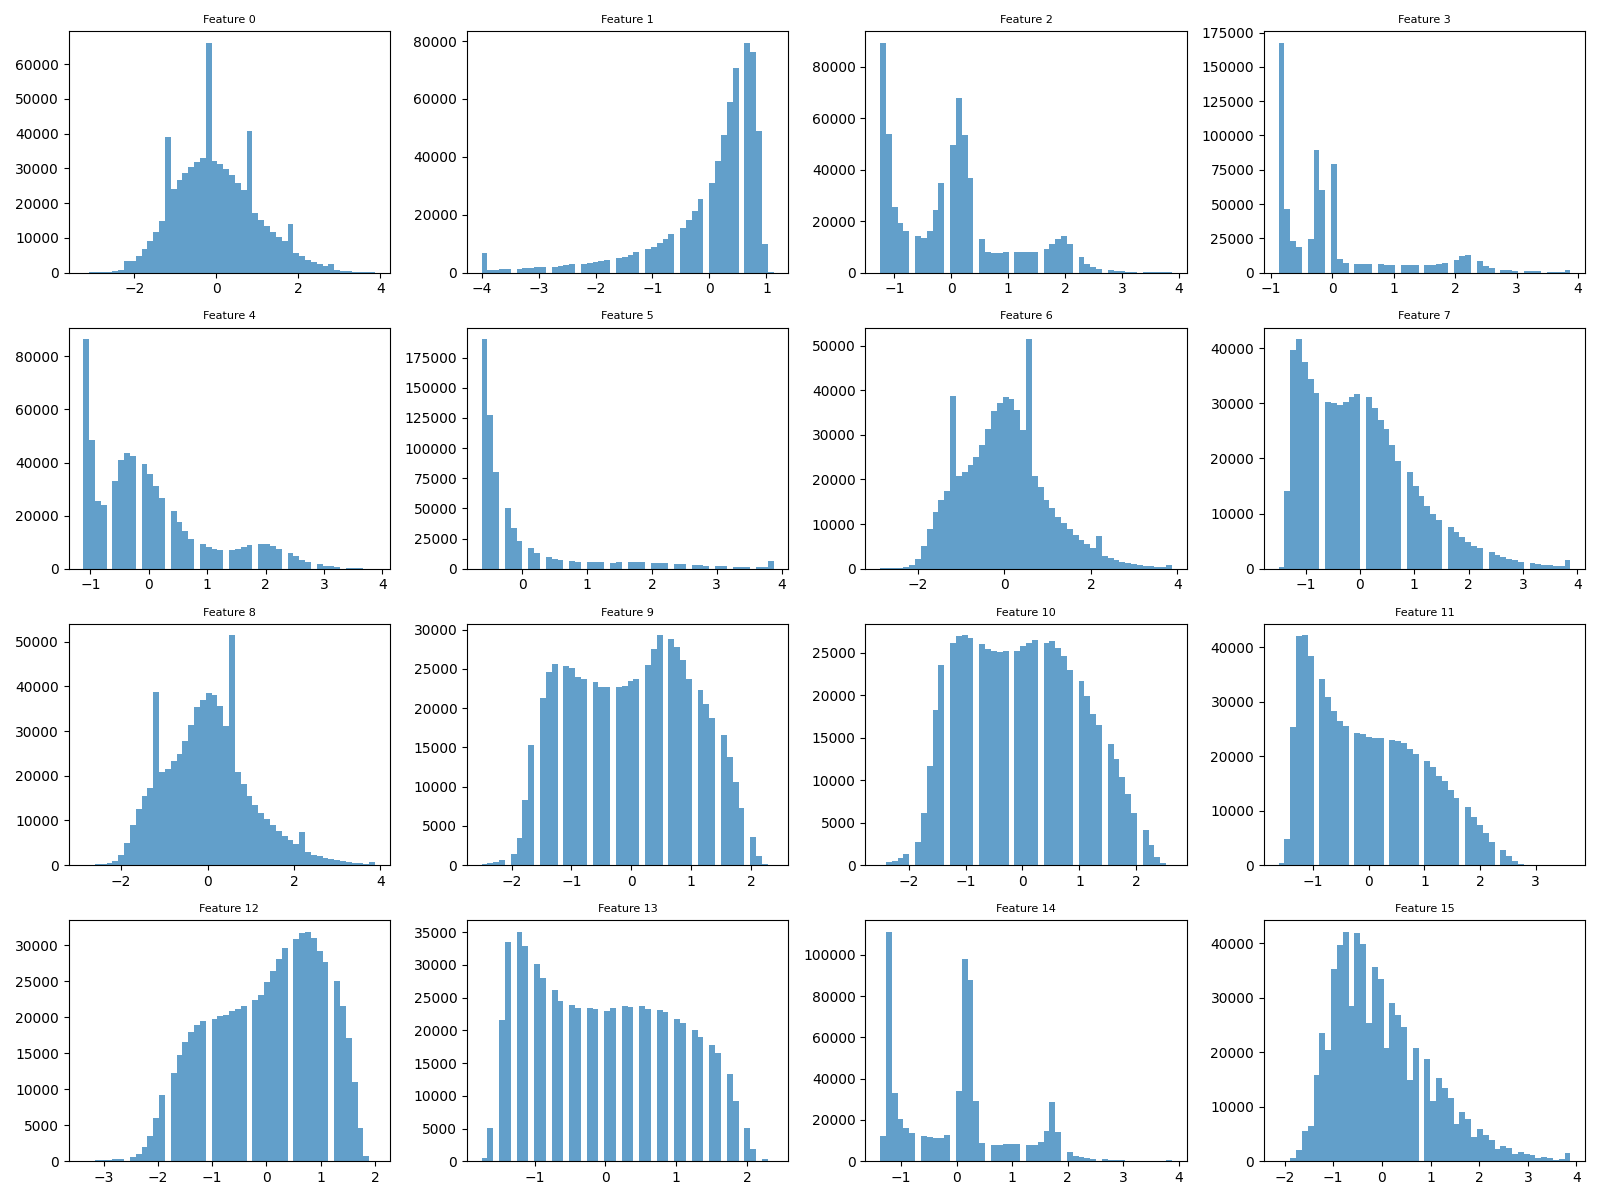 Feature 0
Feature 1
Feature 2
Feature 3
0 10000 20000 30000 40000 50000 60000
−2 0 2 4
0 20000 40000 60000 80000
−4 −3 −2 −1 0 1
0 20000 40000 60000 80000
−1 0 1 2 3 4
0 25000 50000 75000 100000 125000 150000 175000
−1 0 1 2 3 4
Feature 4
Feature 5
Feature 6
Feature 7
0 20000 40000 60000 80000
−1 0 1 2 3 4
0 25000 50000 75000 100000 125000 150000 175000
0 1 2 3 4
0 10000 20000 30000 40000 50000
−2 0 2 4
0 10000 20000 30000 40000
−1 0 1 2 3 4
Feature 8
Feature 9
Feature 10
Feature 11
0 10000 20000 30000 40000 50000
−2 0 2 4
0 5000 10000 15000 20000 25000 30000
−2 −1 0 1 2
0 5000 10000 15000 20000 25000
−2 −1 0 1 2
0 10000 20000 30000 40000
−1 0 1 2 3
Feature 12
Feature 13
Feature 14
Feature 15
0 5000 10000 15000 20000 25000 30000
−3 −2 −1 0 1 2
0 5000 10000 15000 20000 25000 30000 35000
−1 0 1 2
0 20000 40000 60000 80000 100000
−1 0 1 2 3 4
0 10000 20000 30000 40000
−2 −1 0 1 2 3 4